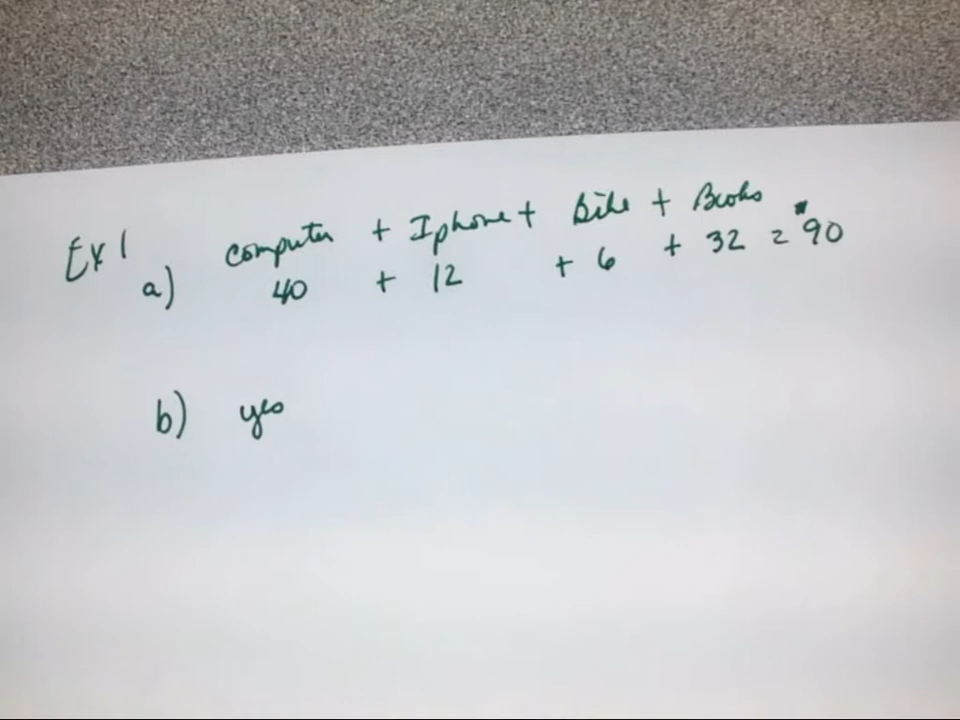 Ex 1
computer + Iphone + Bike + Books
a) 40 + 12 + 6 + 32 = 90
b) yes